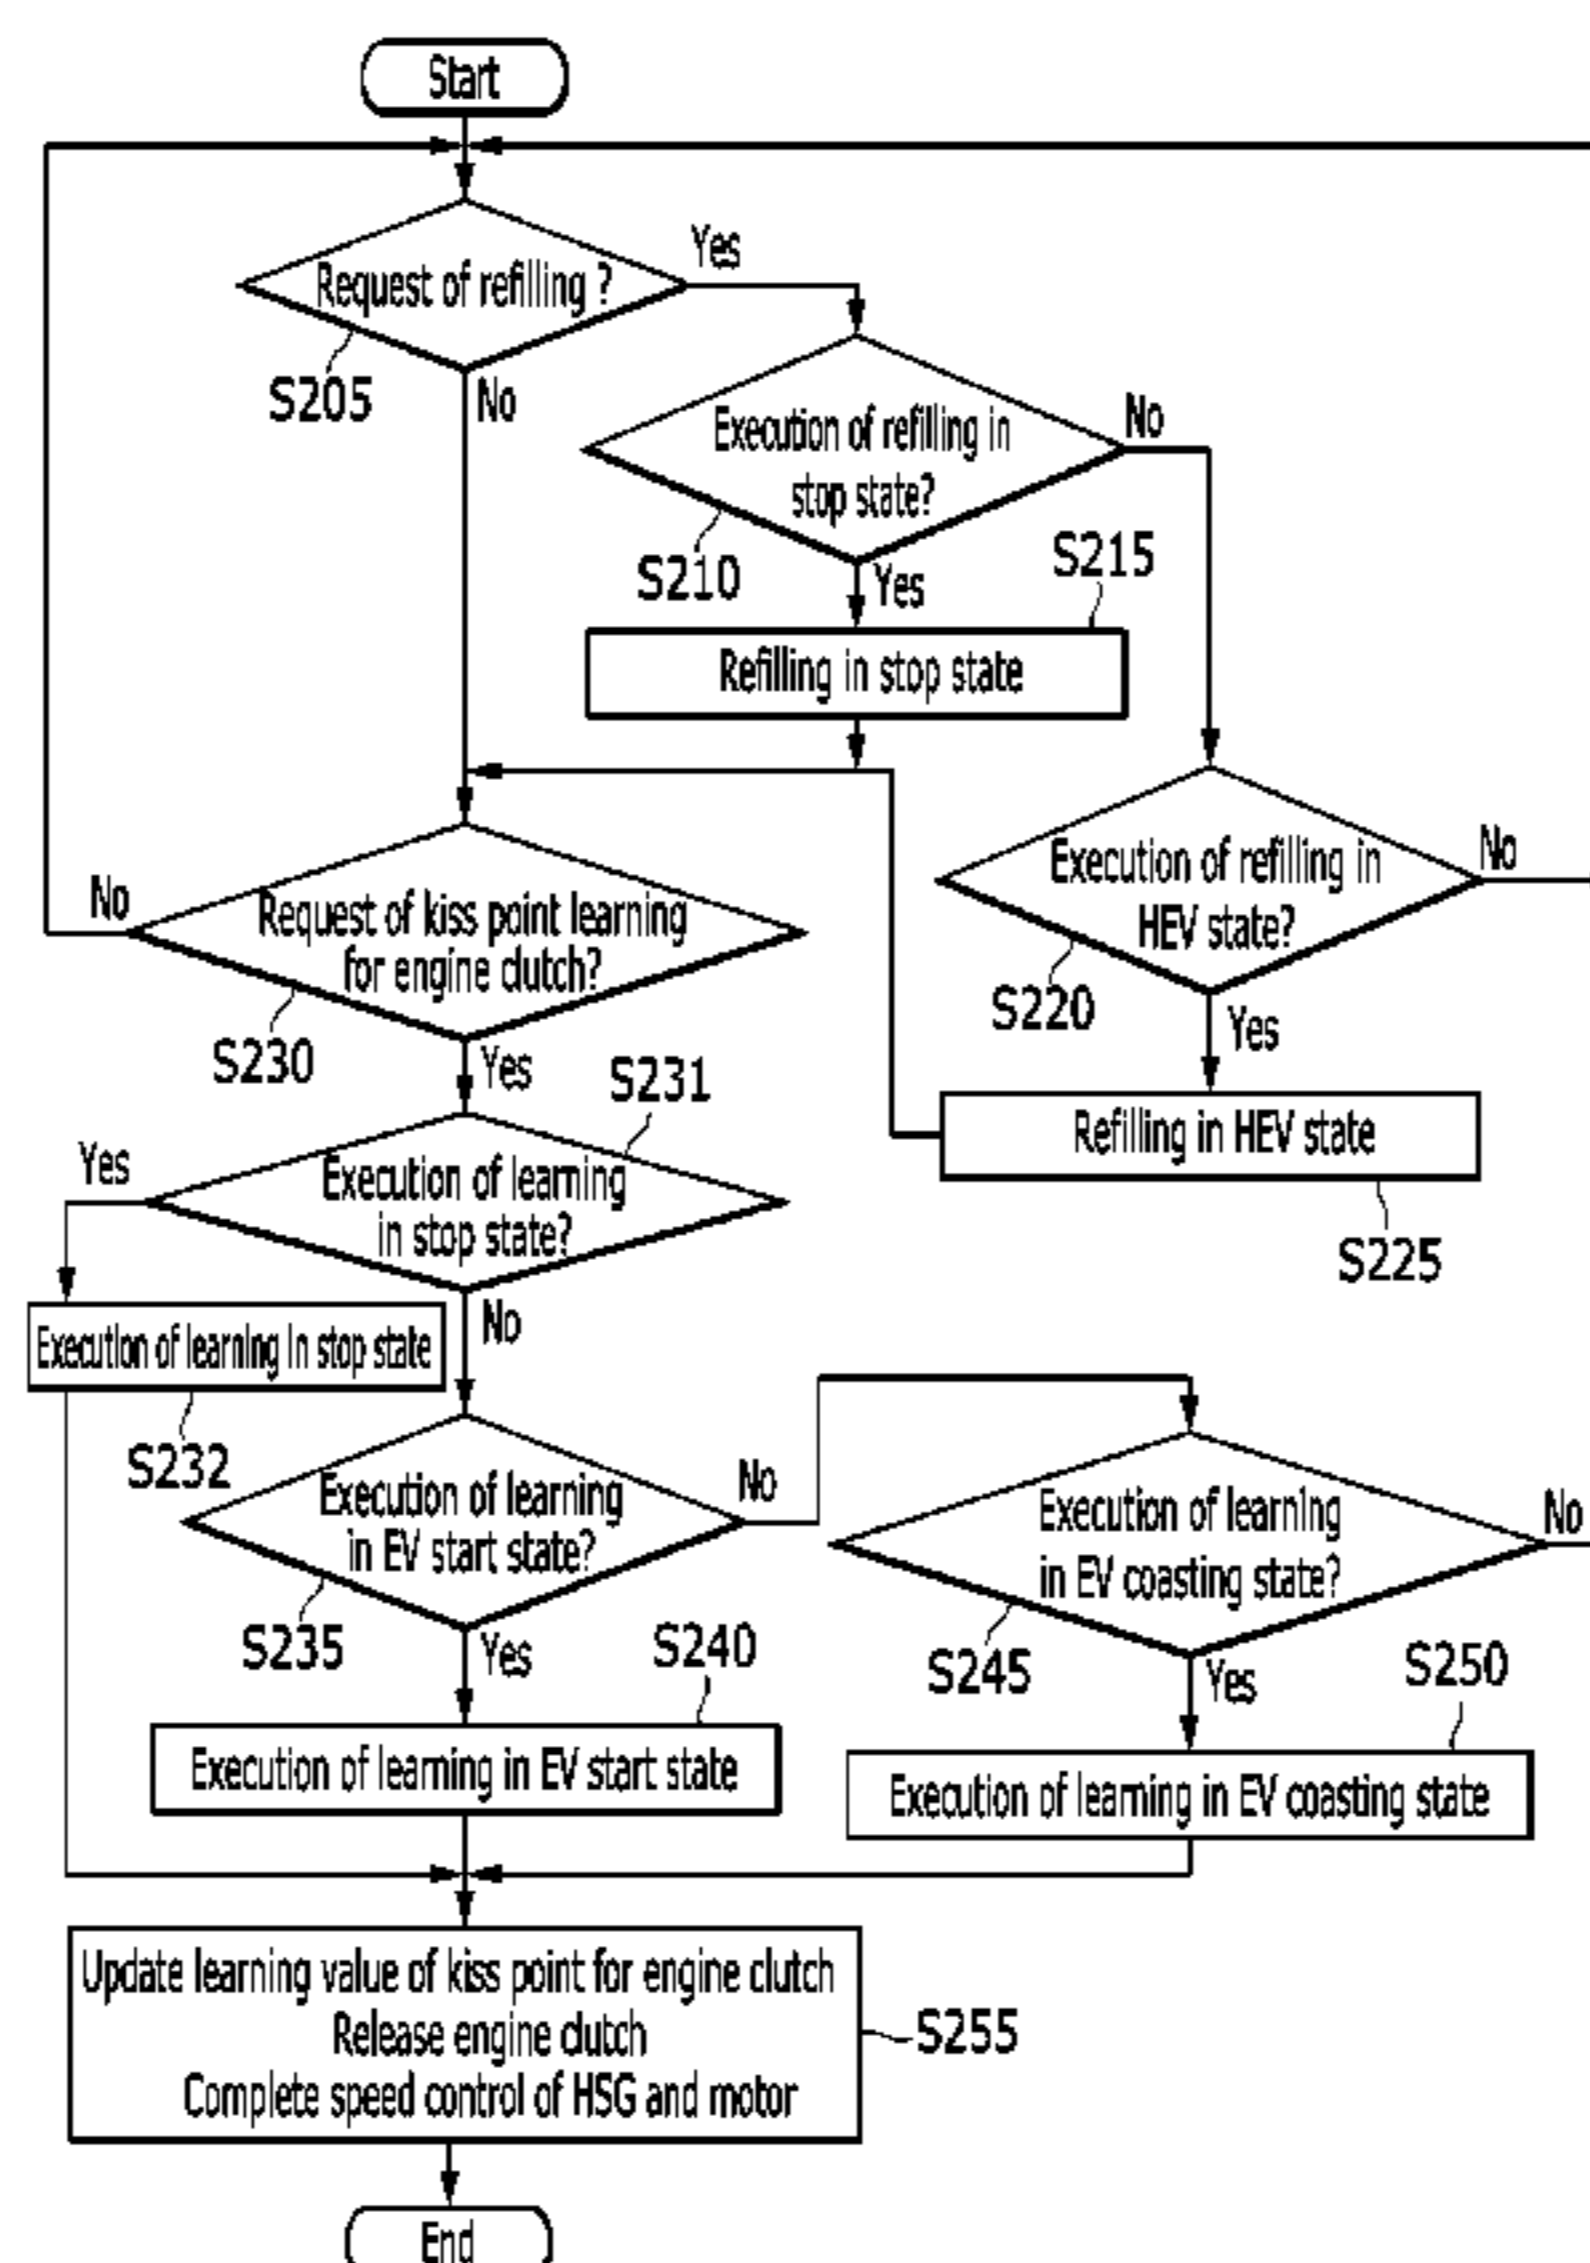 Start
Request of refilling ?
Yes
S205
No
Execution of refilling in
stop state?
No
S210
Yes
S215
Refilling in stop state
Execution of refilling in
HEV state?
No
S220
Yes
Refilling in HEV state
S225
No
Request of kiss point learning
for engine clutch?
S230
Yes
S231
Yes
Execution of learning
in stop state?
No
Execution of learning in stop state
S232
Execution of learning
in EV start state?
No
S235
Yes
S240
Execution of learning in EV start state
Execution of learning
in EV coasting state?
No
S245
Yes
S250
Execution of learning in EV coasting state
Update learning value of kiss point for engine clutch
Release engine clutch
Complete speed control of HSG and motor
S255
End